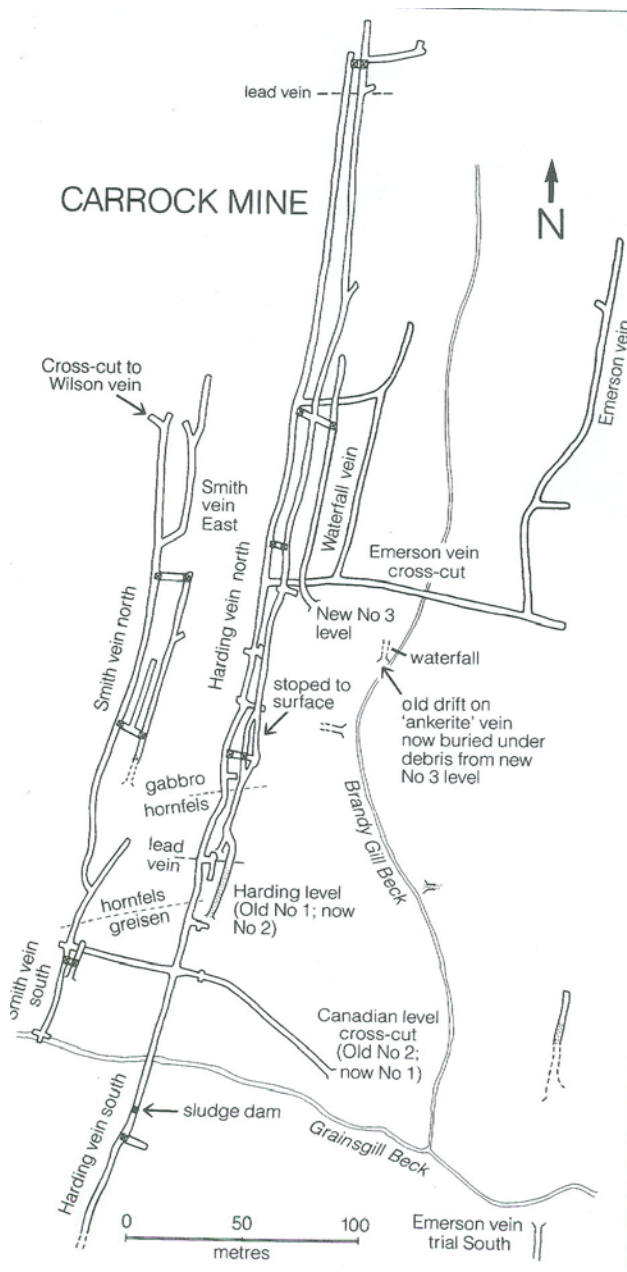 lead vein
CARROCK MINE
N
Cross-cut to
Wilson vein
Emerson vein
Smith
vein
East
Waterfall vein
Emerson vein
cross-cut
Smith vein north
Harding vein north
New No 3
level
waterfall
stoped to
surface
old drift on
'ankerite' vein
now buried under
debris from new
No 3 level
gabbro
hornfels
Brandy Gill Beck
lead
vein
Harding level
(Old No 1; now
No 2)
hornfels
greisen
Smith vein
south
Canadian level
cross-cut
(Old No 2;
now No 1)
sludge dam
Grainsgill Beck
Harding vein south
0 50 100
metres
Emerson vein
trial South